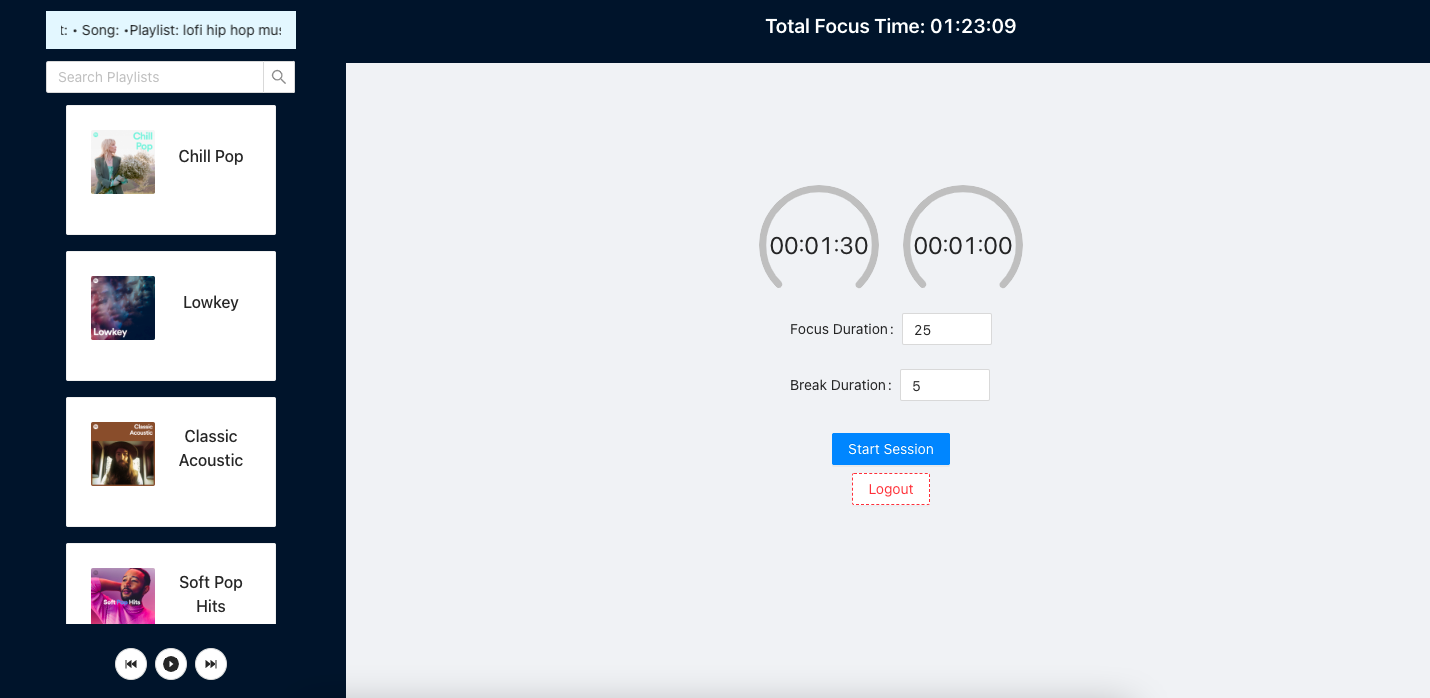 t: • Song: •Playlist: lofi hip hop mus
Total Focus Time: 01:23:09
Search Playlists
Chill
Pop
Chill Pop
Lowkey
Lowkey
Classic
Acoustic
Classic
Acoustic
Soft Pop Hits
Soft Pop
Hits
00:01:30
00:01:00
Focus Duration:
25
Break Duration:
5
Start Session
Logout